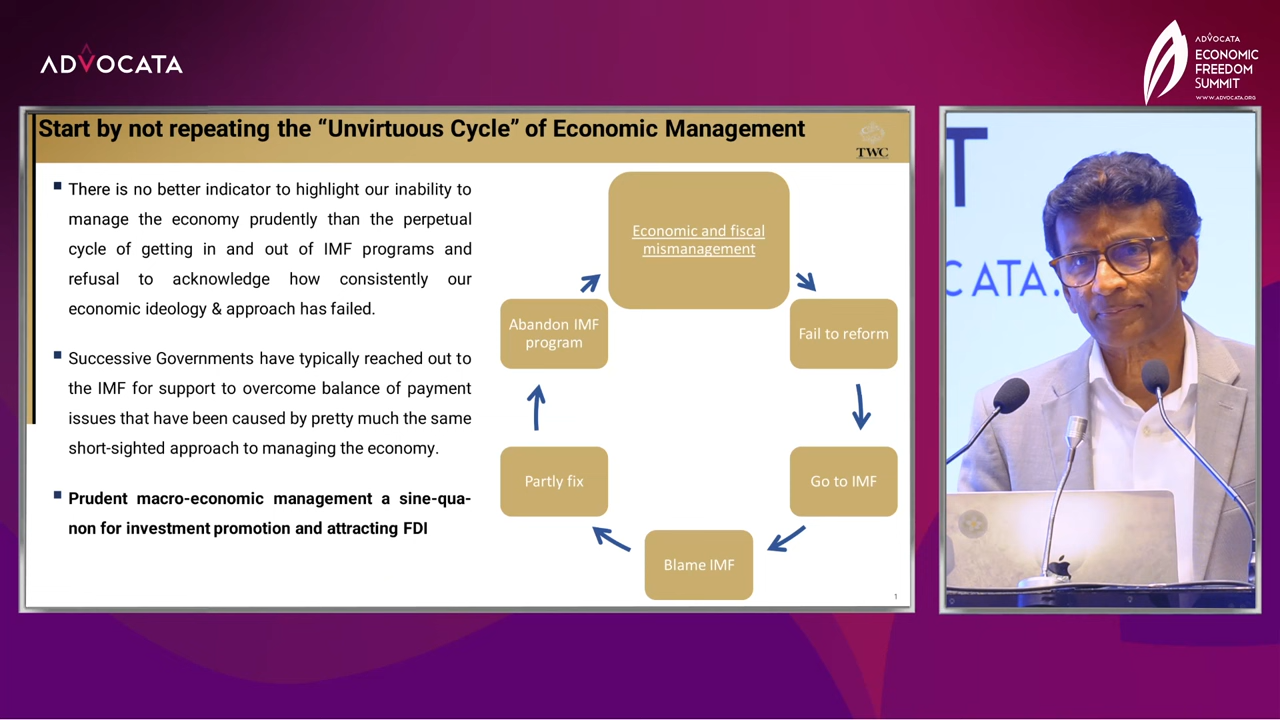 ADVOCATA
ADVOCATA
ECONOMIC
FREEDOM
SUMMIT
WWW.ADVOCATA.ORG
Start by not repeating the “Unvirtuous Cycle” of Economic Management
TWC
There is no better indicator to highlight our inability to
manage the economy prudently than the perpetual
cycle of getting in and out of IMF programs and
refusal to acknowledge how consistently our
economic ideology & approach has failed.
Successive Governments have typically reached out to
the IMF for support to overcome balance of payment
issues that have been caused by pretty much the same
short-sighted approach to managing the economy.
Prudent macro-economic management a sine-qua-
non for investment promotion and attracting FDI
Economic and fiscal
mismanagement
Fail to reform
Go to IMF
Blame IMF
Partly fix
Abandon IMF
program
1
T
CATA.